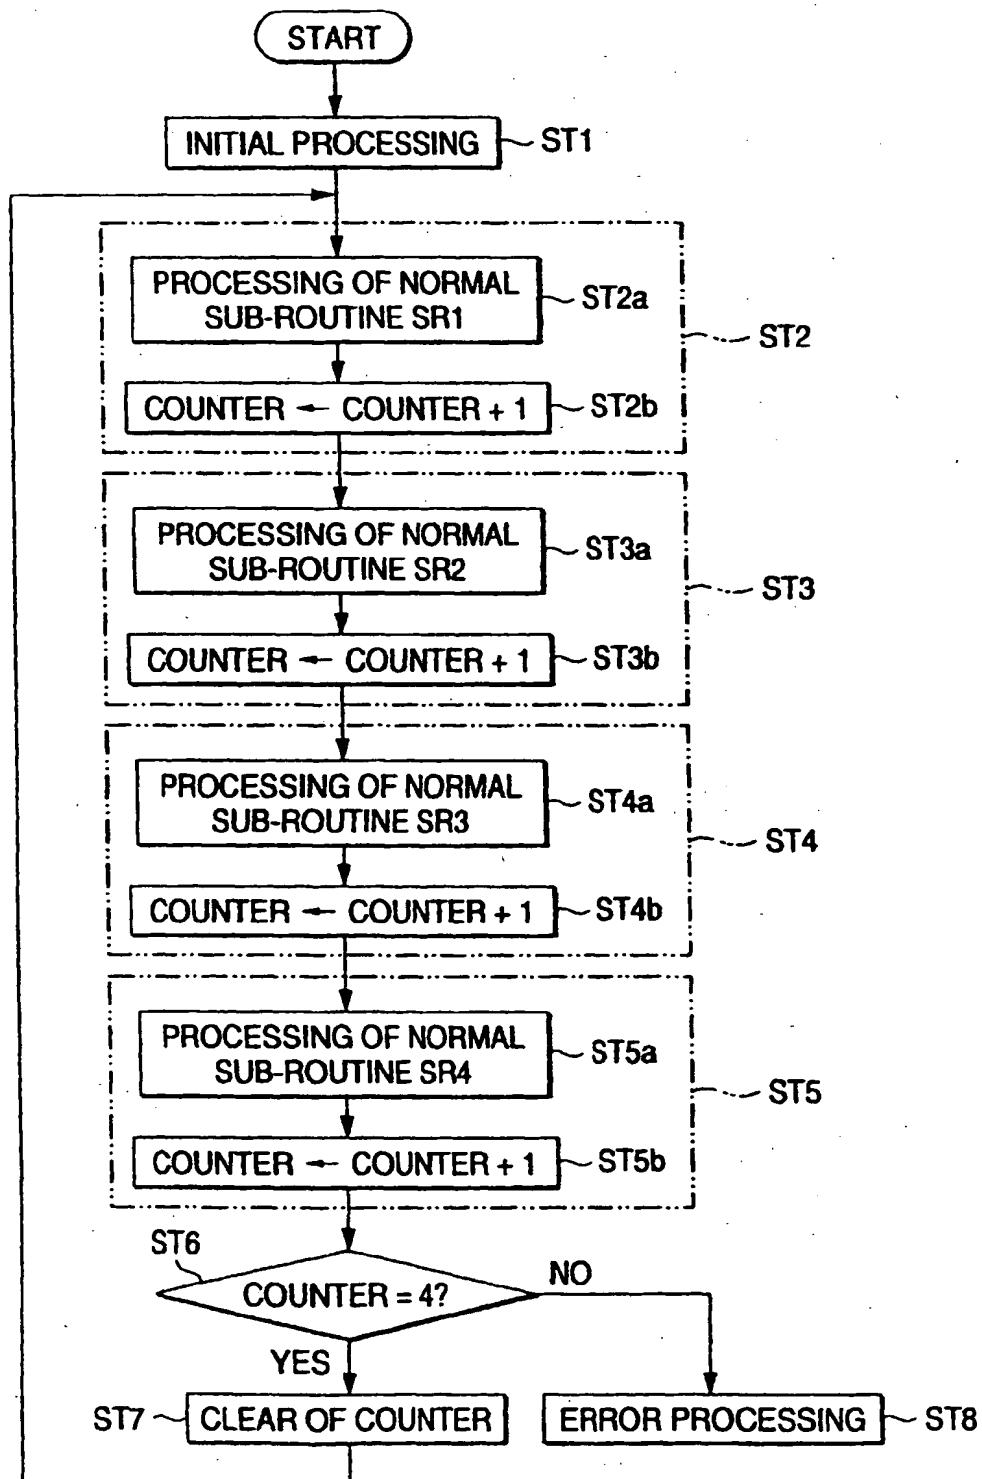 START
INITIAL PROCESSING
ST1
PROCESSING OF NORMAL
SUB-ROUTINE SR1
ST2a
ST2
COUNTER ← COUNTER + 1
ST2b
PROCESSING OF NORMAL
SUB-ROUTINE SR2
ST3a
ST3
COUNTER ← COUNTER + 1
ST3b
PROCESSING OF NORMAL
SUB-ROUTINE SR3
ST4a
ST4
COUNTER ← COUNTER + 1
ST4b
PROCESSING OF NORMAL
SUB-ROUTINE SR4
ST5a
ST5
COUNTER ← COUNTER + 1
ST5b
ST6
COUNTER = 4?
NO
YES
ST7
CLEAR OF COUNTER
ERROR PROCESSING
ST8